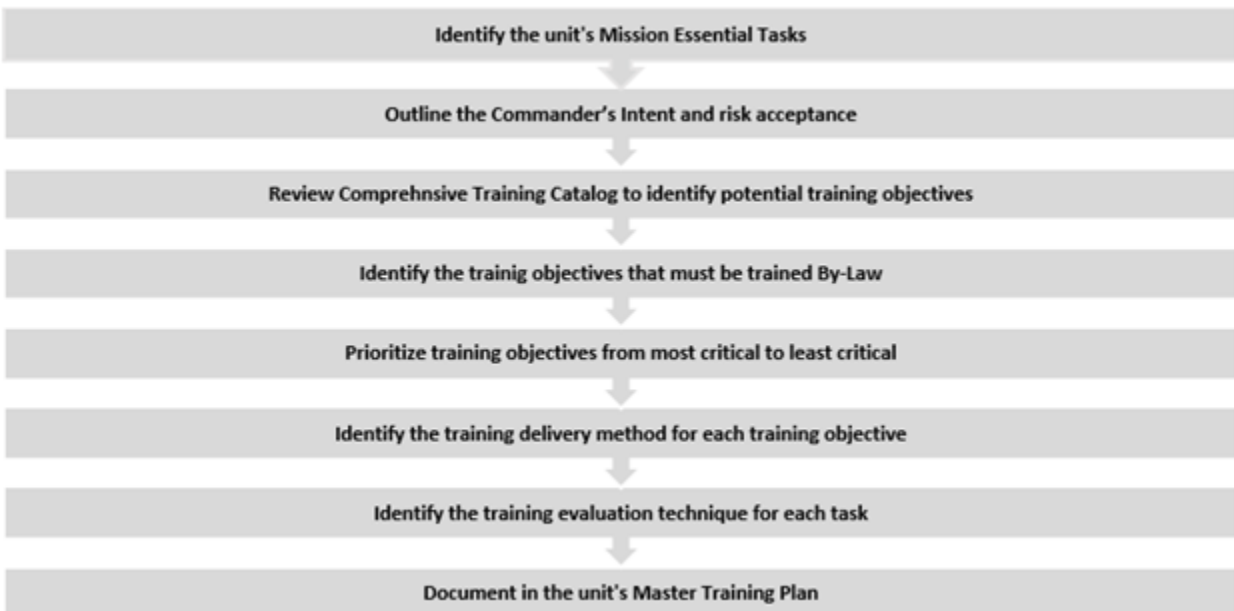 Identify the unit's Mission Essential Tasks
Outline the Commander’s Intent and risk acceptance
Review Comprehnsive Training Catalog to identify potential training objectives
Identify the trainig objectives that must be trained By-Law
Prioritize training objectives from most critical to least critical
Identify the training delivery method for each training objective
Identify the training evaluation technique for each task
Document in the unit's Master Training Plan